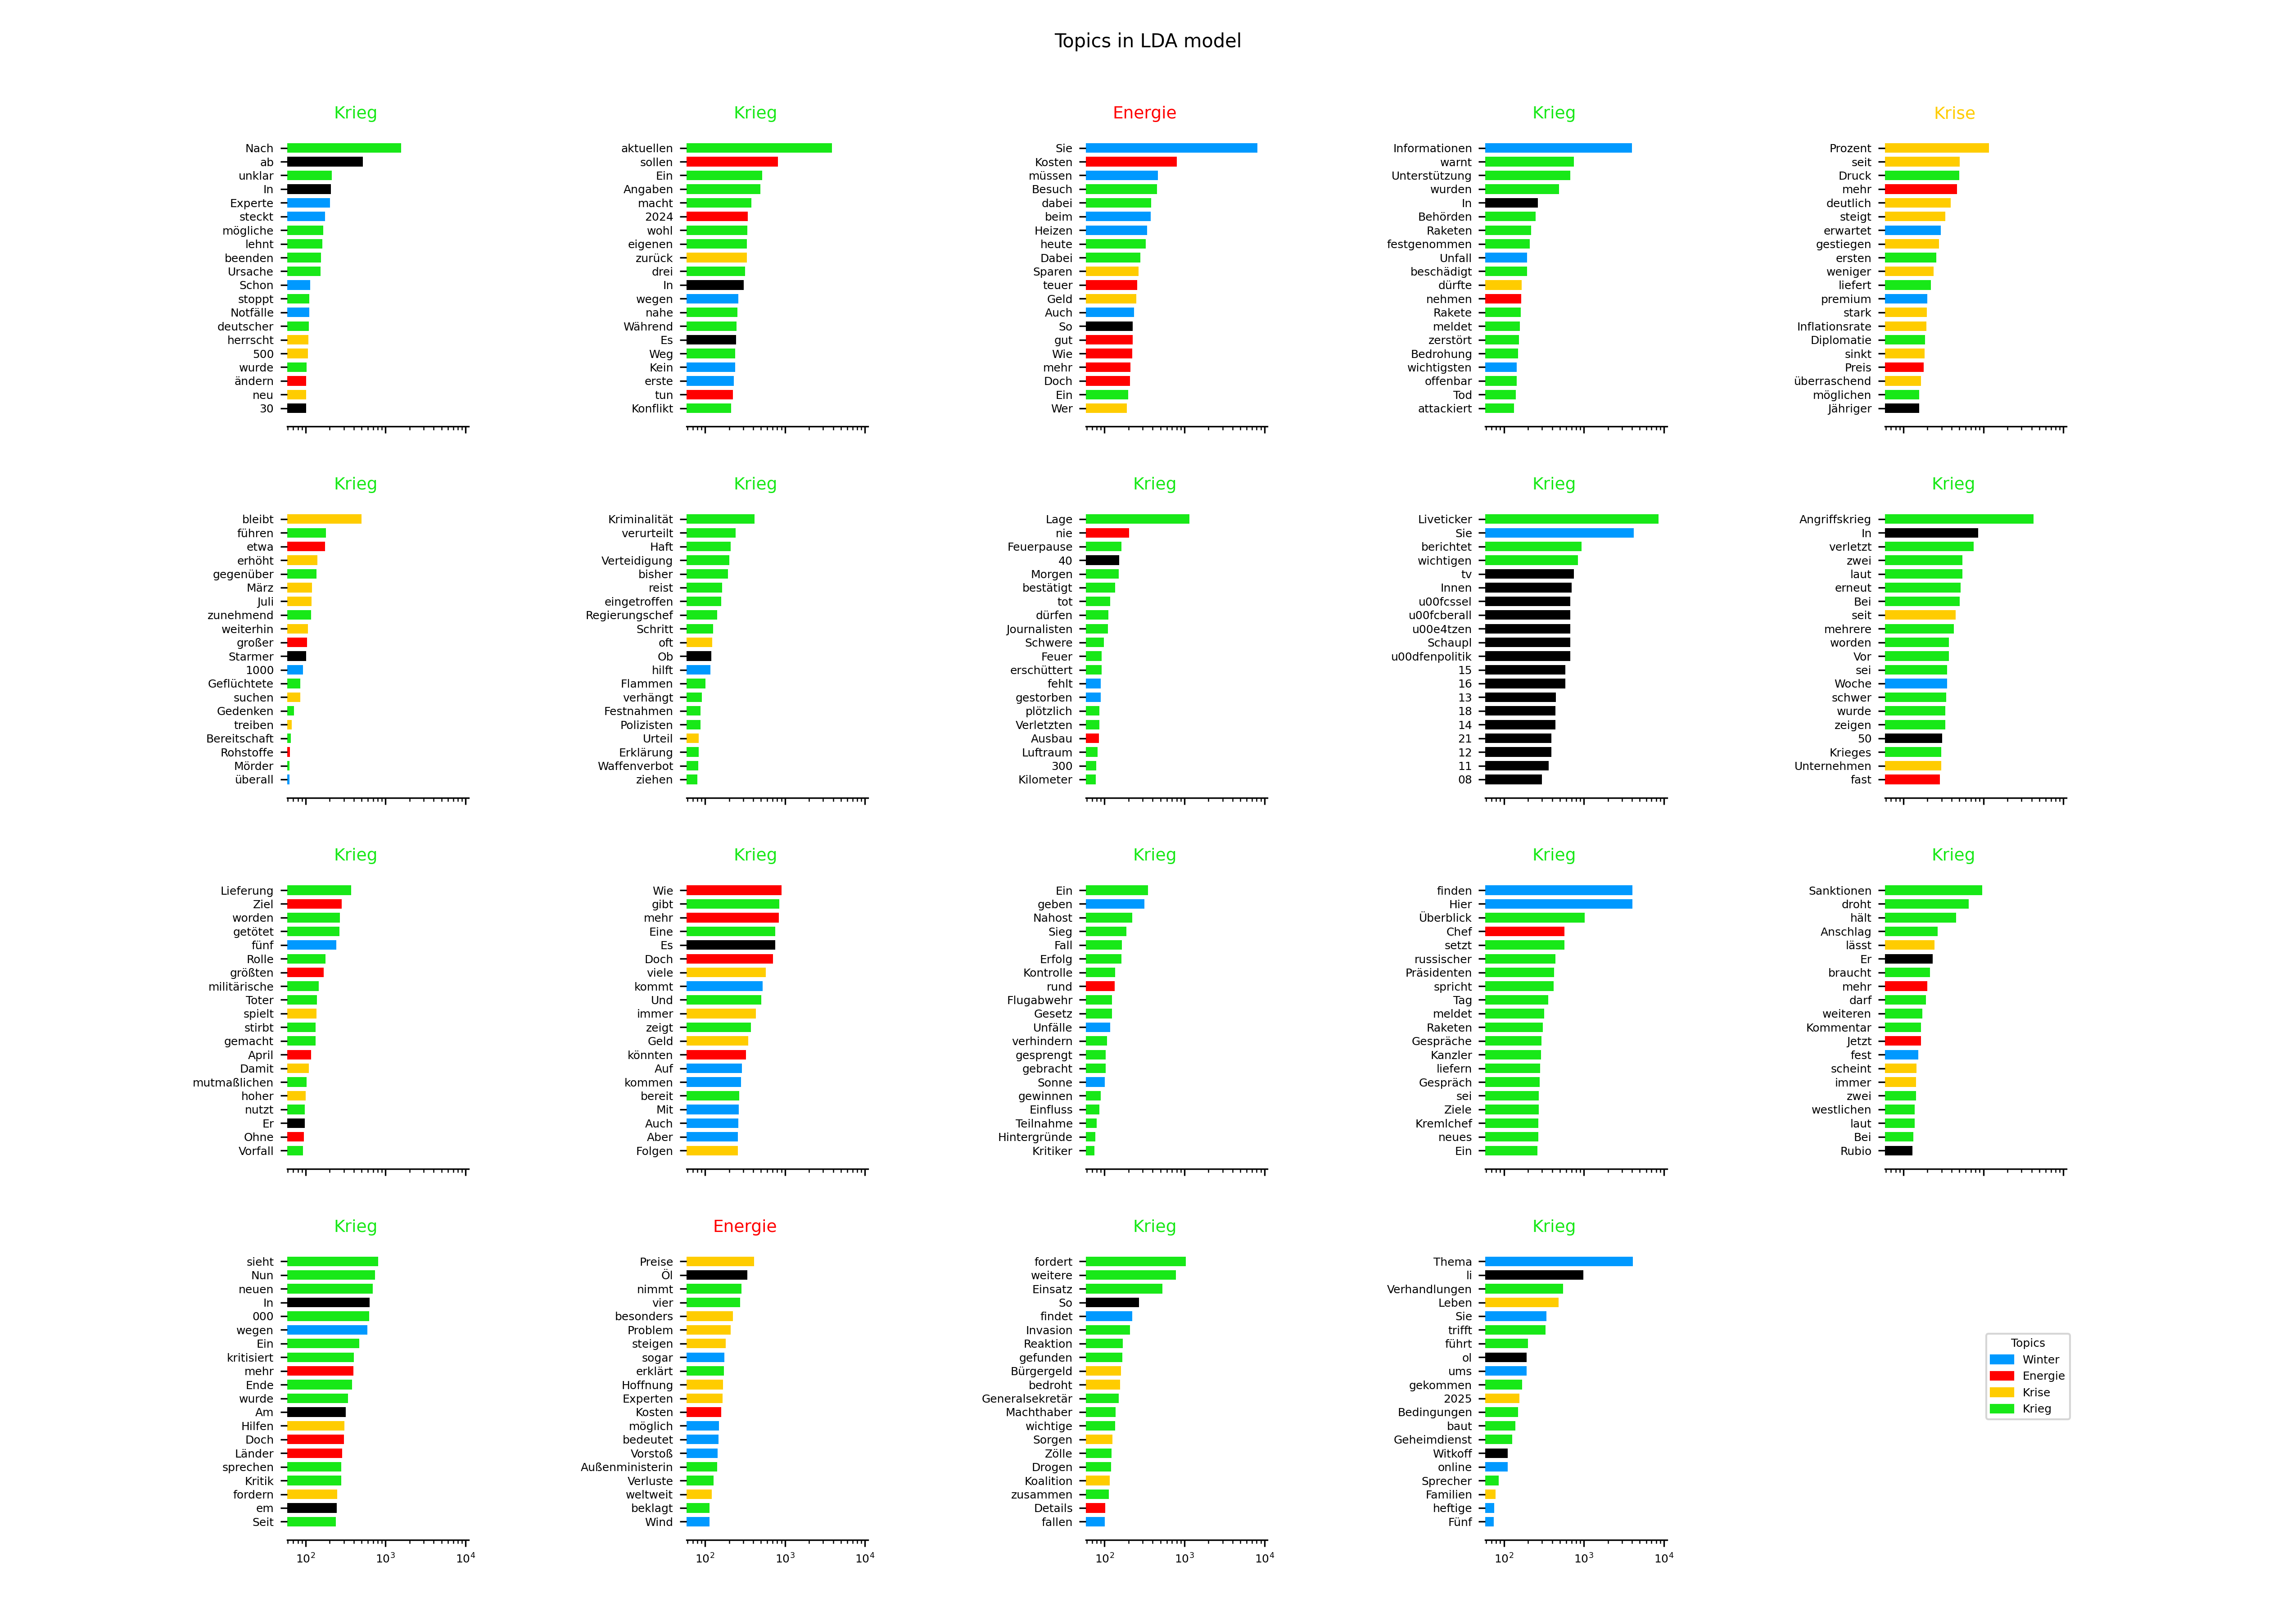 Topics in LDA model
Krieg
Nach
ab
unklar
In
Experte
steckt
mögliche
lehnt
beenden
Ursache
Schon
stoppt
Notfälle
deutscher
herrscht
500
wurde
ändern
neu
30
Krieg
aktuellen
sollen
Ein
Angaben
macht
2024
wohl
eigenen
zurück
drei
In
wegen
nahe
Während
Es
Weg
Kein
erste
tun
Konflikt
Energie
Sie
Kosten
müssen
Besuch
dabei
beim
Heizen
heute
Dabei
Sparen
teuer
Geld
Auch
So
gut
Wie
mehr
Doch
Ein
Wer
Krieg
Informationen
warnt
Unterstützung
wurden
In
Behörden
Raketen
festgenommen
Unfall
beschädigt
dürfte
nehmen
Rakete
meldet
zerstört
Bedrohung
wichtigsten
offenbar
Tod
attackiert
Krise
Prozent
seit
Druck
mehr
deutlich
steigt
erwartet
gestiegen
ersten
weniger
liefert
premium
stark
Inflationsrate
Diplomatie
sinkt
Preis
überraschend
möglichen
Jähriger
Krieg
bleibt
führen
etwa
erhöht
gegenüber
März
Juli
zunehmend
weiterhin
großer
Starmer
1000
Geflüchtete
suchen
Gedenken
treiben
Bereitschaft
Rohstoffe
Mörder
überall
Krieg
Kriminalität
verurteilt
Haft
Verteidigung
bisher
reist
eingetroffen
Regierungschef
Schritt
oft
Ob
hilft
Flammen
verhängt
Festnahmen
Polizisten
Urteil
Erklärung
Waffenverbot
ziehen
Krieg
Lage
nie
Feuerpause
40
Morgen
bestätigt
tot
dürfen
Journalisten
Schwere
Feuer
erschüttert
fehlt
gestorben
plötzlich
Verletzten
Ausbau
Luftraum
300
Kilometer
Krieg
Liveticker
Sie
berichtet
wichtigen
tv
Innen
u00fcssel
u00fcberall
u00e4tzen
Schaupl
u00dfenpolitik
15
16
13
18
14
21
12
11
08
Krieg
Angriffskrieg
In
verletzt
zwei
laut
erneut
Bei
seit
mehrere
worden
Vor
sei
Woche
schwer
wurde
zeigen
50
Krieges
Unternehmen
fast
Krieg
Lieferung
Ziel
worden
getötet
fünf
Rolle
größten
militärische
Toter
spielt
stirbt
gemacht
April
Damit
mutmaßlichen
hoher
nutzt
Er
Ohne
Vorfall
Krieg
Wie
gibt
mehr
Eine
Es
Doch
viele
kommt
Und
immer
zeigt
Geld
könnten
Auf
kommen
bereit
Mit
Auch
Aber
Folgen
Krieg
Ein
geben
Nahost
Sieg
Fall
Erfolg
Kontrolle
rund
Flugabwehr
Gesetz
Unfälle
verhindern
gesprengt
gebracht
Sonne
gewinnen
Einfluss
Teilnahme
Hintergründe
Kritiker
Krieg
finden
Hier
Überblick
Chef
setzt
russischer
Präsidenten
spricht
Tag
meldet
Raketen
Gespräche
Kanzler
liefern
Gespräch
sei
Ziele
Kremlchef
neues
Ein
Krieg
Sanktionen
droht
hält
Anschlag
lässt
Er
braucht
mehr
darf
weiteren
Kommentar
Jetzt
fest
scheint
immer
zwei
westlichen
laut
Bei
Rubio
Krieg
sieht
Nun
neuen
In
000
wegen
Ein
kritisiert
mehr
Ende
wurde
Am
Hilfen
Doch
Länder
sprechen
Kritik
fordern
em
Seit
10² 10³ 10⁴
Energie
Preise
Öl
nimmt
vier
besonders
Problem
steigen
sogar
erklärt
Hoffnung
Experten
Kosten
möglich
bedeutet
Vorstoß
Außenministerin
Verluste
weltweit
beklagt
Wind
10² 10³ 10⁴
Krieg
fordert
weitere
Einsatz
So
findet
Invasion
Reaktion
gefunden
Bürgergeld
bedroht
Generalsekretär
Machthaber
wichtige
Sorgen
Zölle
Drogen
Koalition
zusammen
Details
fallen
10² 10³ 10⁴
Krieg
Thema
li
Verhandlungen
Leben
Sie
trifft
führt
ol
ums
gekommen
2025
Bedingungen
baut
Geheimdienst
Witkoff
online
Sprecher
Familien
heftige
Fünf
10² 10³ 10⁴
Topics
Winter
Energie
Krise
Krieg